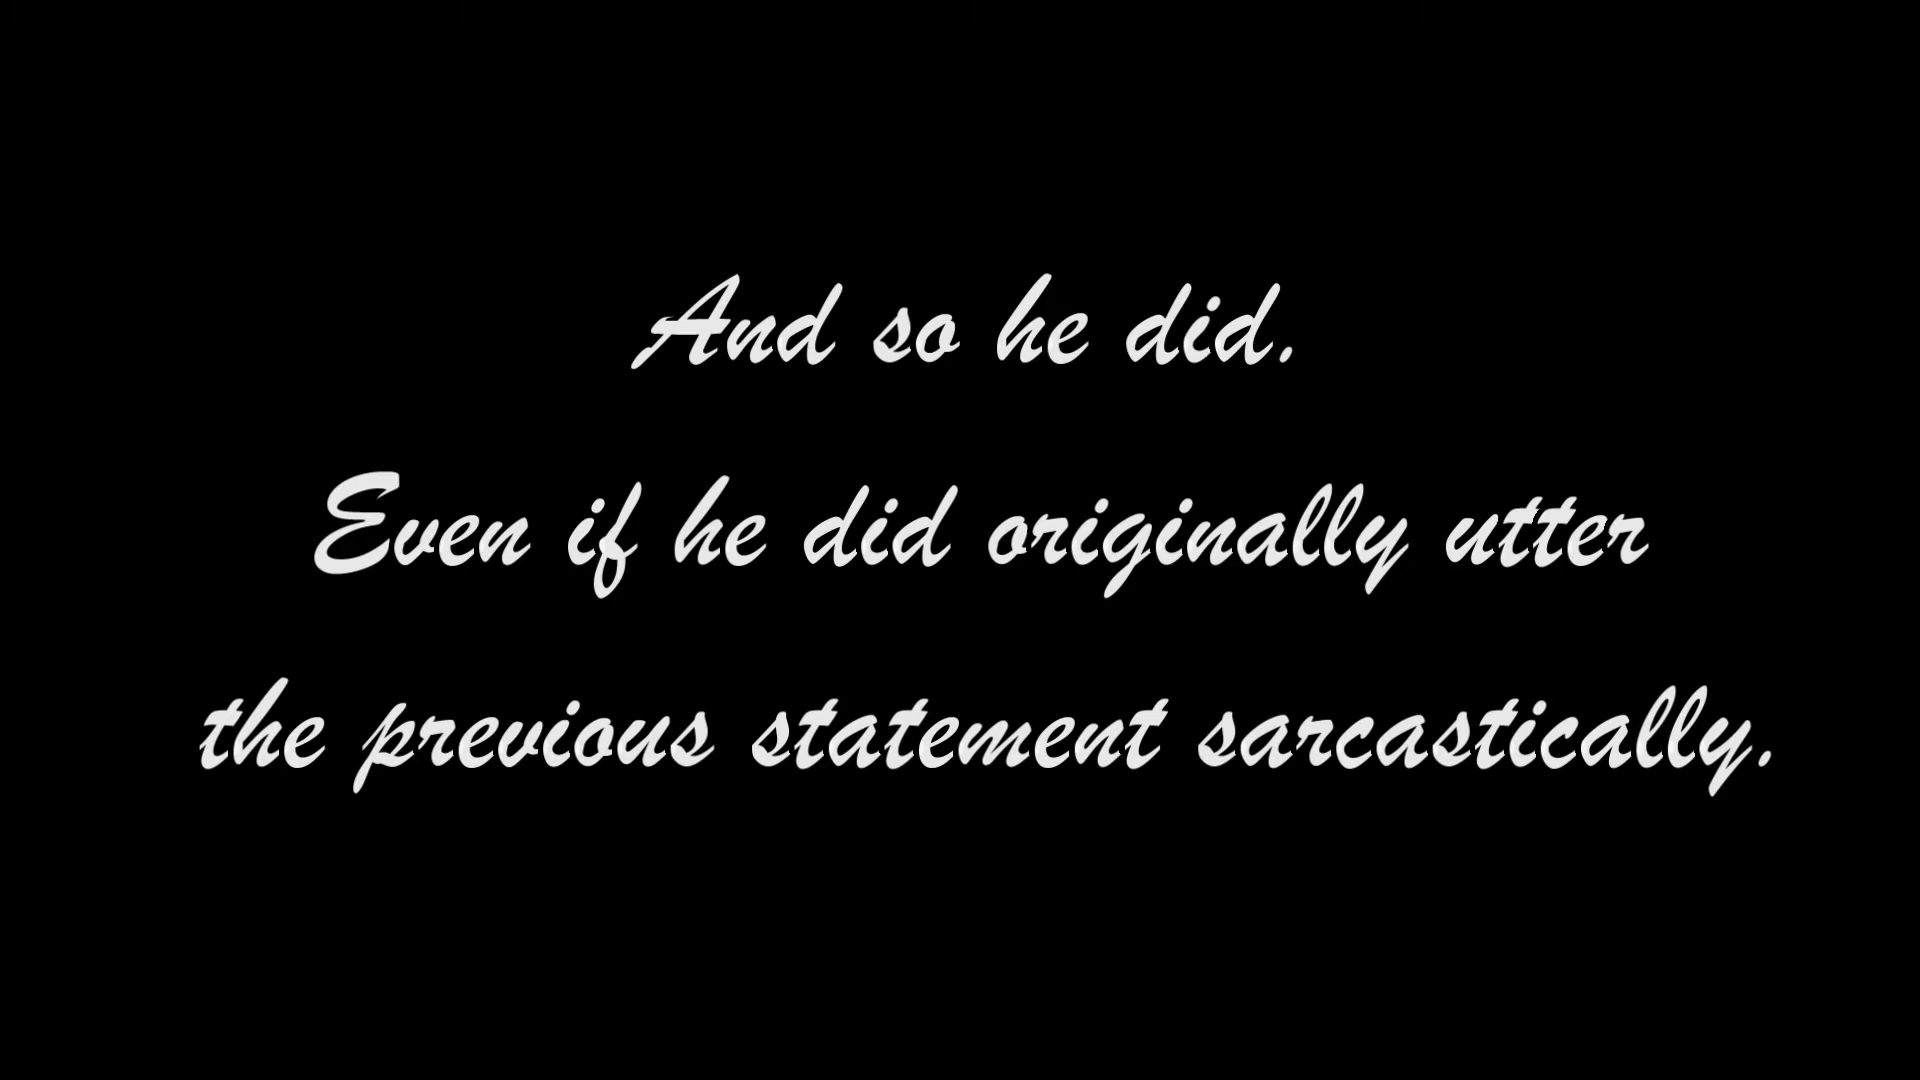 And so he did.
Even if he did originally utter
the previous statement sarcastically.